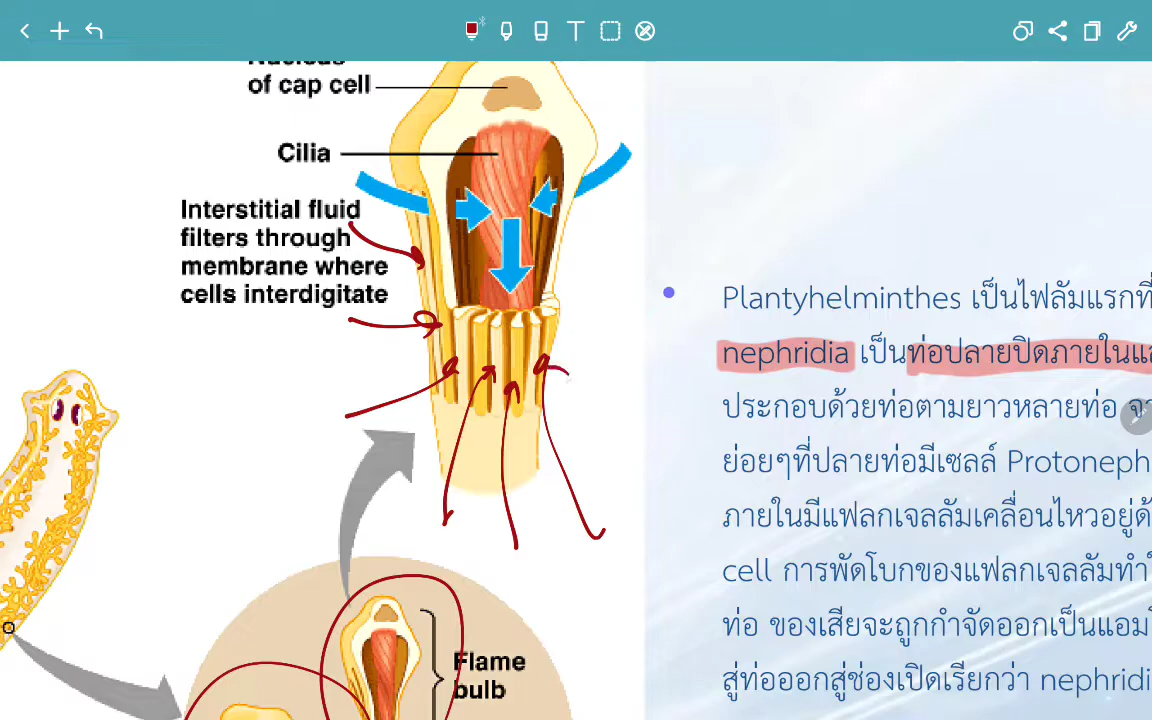 of cap cell
Cilia
Interstitial fluid
filters through
membrane where
cells interdigitate
Flame
bulb
Plantyhelminthes เป็นไฟลัมแรกที่
nephridia เป็นท่อปลายปิดภายในแ
ประกอบด้วยท่อตามยาวหลายท่อ จา
ย่อยๆที่ปลายท่อมีเซลล์ Protoneph
ภายในมีแฟลกเจลลัมเคลื่อนไหวอยู่ด้
cell การพัดโบกของแฟลกเจลลัมทำใ
ท่อ ของเสียจะถูกกำจัดออกเป็นแอมโ
สู่ท่อออกสู่ช่องเปิดเรียกว่า nephridi